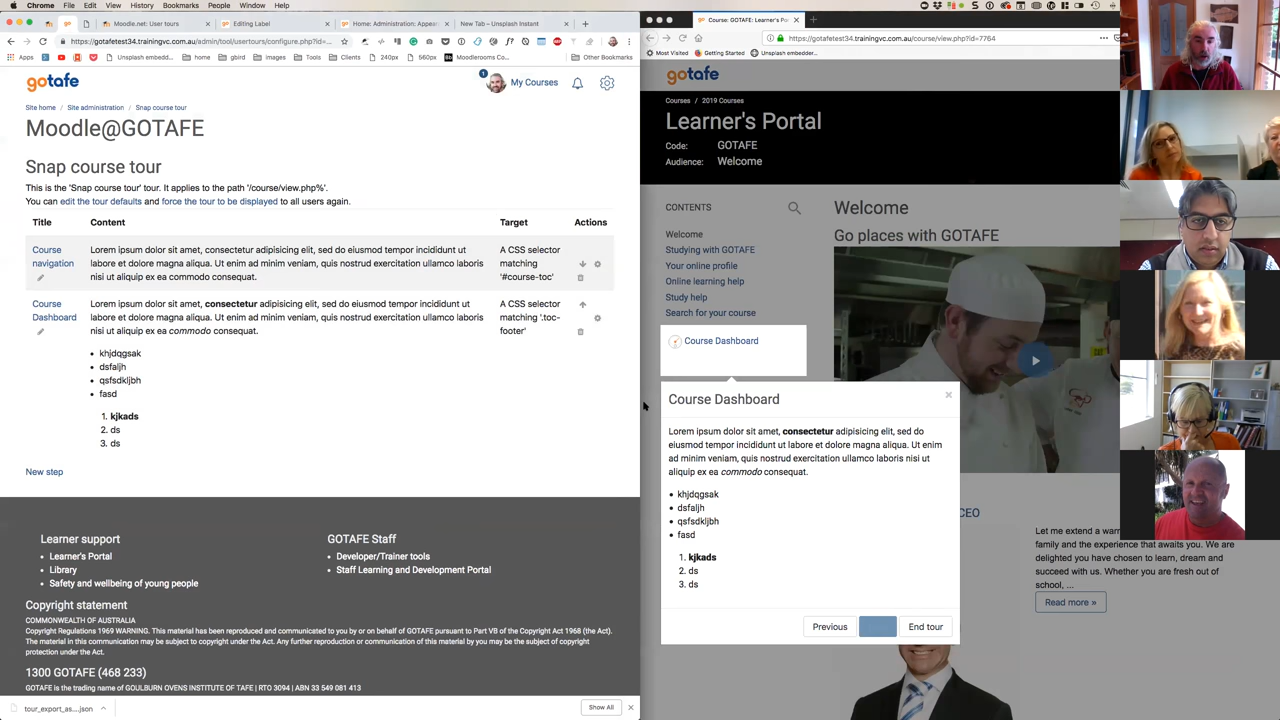 Bookmarks People Window Help
Chrome File Edit View History
Moodle.net: User tours
Editing Label
Home: Administration: Appear
New Tab – Unsplash Instant
https://gotafetest34.trainingvc.com.au/admin/tool/usertours/configure.php?id=...
Apps
Unsplash embedd...
home
gbird
Images
Tools
Clients
240px
560px
Moodlerooms Co...
Other Bookmarks
gotafe
1
My Courses
Site home / Site administration / Snap course tour
Moodle@GOTAFE
Snap course tour
This is the 'Snap course tour' tour. It applies to the path '/course/view.php%'.
You can edit the tour defaults and force the tour to be displayed to all users again.
Title Content Target Actions
Course navigation
Lorem ipsum dolor sit amet, consectetur adipisicing elit, sed do eiusmod tempor incididunt ut
labore et dolore magna aliqua. Ut enim ad minim veniam, quis nostrud exercitation ullamco laboris
nisi ut aliquip ex ea commodo consequat.
A CSS selector
matching
'#course-toc'
Course Dashboard
Lorem ipsum dolor sit amet, consectetur adipisicing elit, sed do eiusmod tempor incididunt ut
labore et dolore magna aliqua. Ut enim ad minim veniam, quis nostrud exercitation ullamco laboris
nisi ut aliquip ex ea commodo consequat.
A CSS selector
matching '.toc-
footer'
khjdqgsak
dsfaljh
qsfsdkljbh
fasd
1. kjkads
2. ds
3. ds
New step
Learner support
Learner's Portal
Library
Safety and wellbeing of young people
GOTAFE Staff
Developer/Trainer tools
Staff Learning and Development Portal
Copyright statement
COMMONWEALTH OF AUSTRALIA
Copyright Regulations 1969 WARNING. This material has been reproduced and communicated to you by or on behalf of GOTAFE pursuant to Part VB of the Copyright Act 1968 (the Act).
The material in this communication may be subject to copyright under the Act. Any further reproduction or communication of this material by you may be the subject of copyright
protection under the Act.
1300 GOTAFE (468 233)
GOTAFE is the trading name of GOULBURN OVENS INSTITUTE OF TAFE | RTO 3094 | ABN 33 549 081 413
tour_export_as....json
Show All
Course: GOTAFE: Learner's Po
https://gotafetest34.trainingvc.com.au/course/view.php?id=7764
Most Visited
Getting Started
Unsplash embedder...
gotafe
Courses / 2019 Courses
Learner's Portal
Code: GOTAFE
Audience: Welcome
CONTENTS
Welcome
Studying with GOTAFE
Your online profile
Online learning help
Study help
Search for your course
Course Dashboard
Welcome
Go places with GOTAFE
Course Dashboard
Lorem ipsum dolor sit amet, consectetur adipisicing elit, sed do
eiusmod tempor incididunt ut labore et dolore magna aliqua. Ut enim
ad minim veniam, quis nostrud exercitation ullamco laboris nisi ut
aliquip ex ea commodo consequat.
khjdqgsak
dsfaljh
qsfsdkljbh
fasd
1. kjkads
2. ds
3. ds
Previous
End tour
CEO
Let me extend a warm
family and the experience that awaits you. We are
delighted you have chosen to learn, dream and
succeed with us. Whether you are fresh out of
school, ...
Read more »